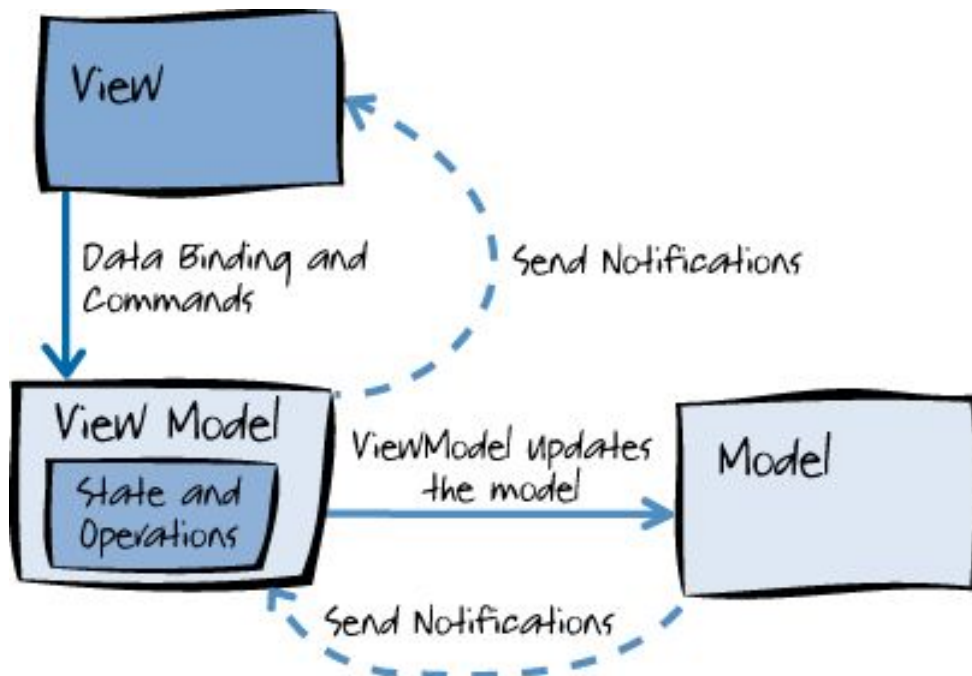 View
Data Binding and
Commands
Send Notifications
View Model
State and
Operations
ViewModel updates
the model
Model
Send Notifications